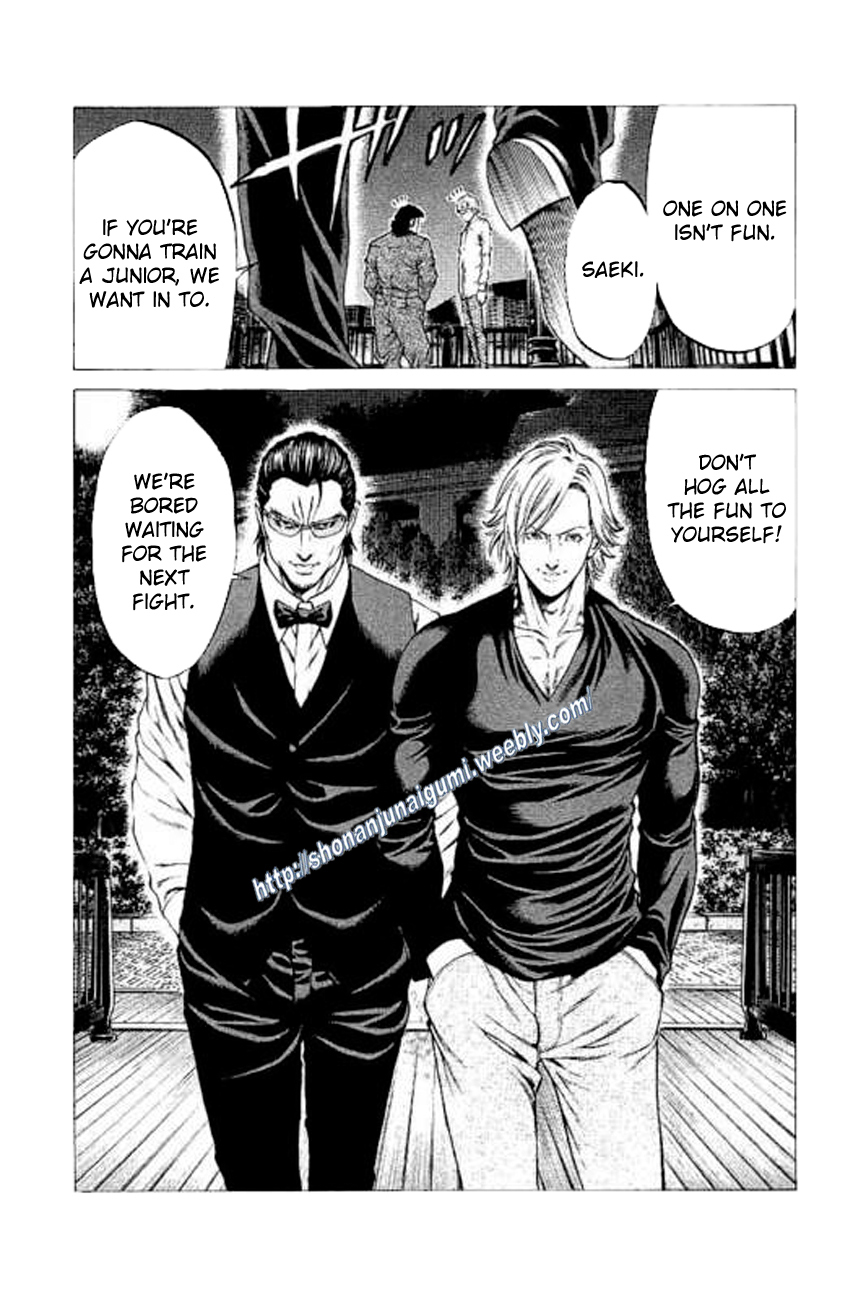 ONE ON ONE
ISN'T FUN.
SAEKI.
IF YOU'RE
GONNA TRAIN
A JUNIOR, WE
WANT IN TO.
DON'T
HOG ALL
THE FUN TO
YOURSELF!
WE'RE
BORED
WAITING
FOR THE
NEXT
FIGHT.
http://shonanjunaigumi.weebly.com/